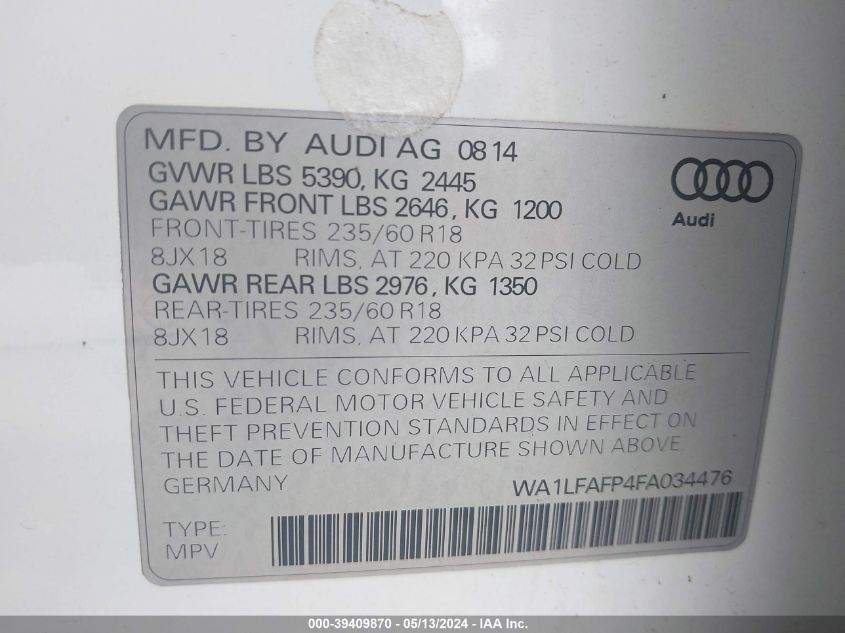 MFD. BY AUDI AG 0814
GVWR LBS 5390, KG 2445
GAWR FRONT LBS 2646, KG 1200
FRONT-TIRES 235/60 R18
8JX18 RIMS, AT 220 KPA 32 PSI COLD
GAWR REAR LBS 2976, KG 1350
REAR-TIRES 235/60 R18
8JX18 RIMS, AT 220 KPA 32 PSI COLD
Audi
THIS VEHICLE CONFORMS TO ALL APPLICABLE
U.S. FEDERAL MOTOR VEHICLE SAFETY AND
THEFT PREVENTION STANDARDS IN EFFECT ON
THE DATE OF MANUFACTURE SHOWN ABOVE
GERMANY
WA1LFAFP4FA034476
TYPE:
MPV
000-39409870 - 05/13/2024 - IAA Inc.